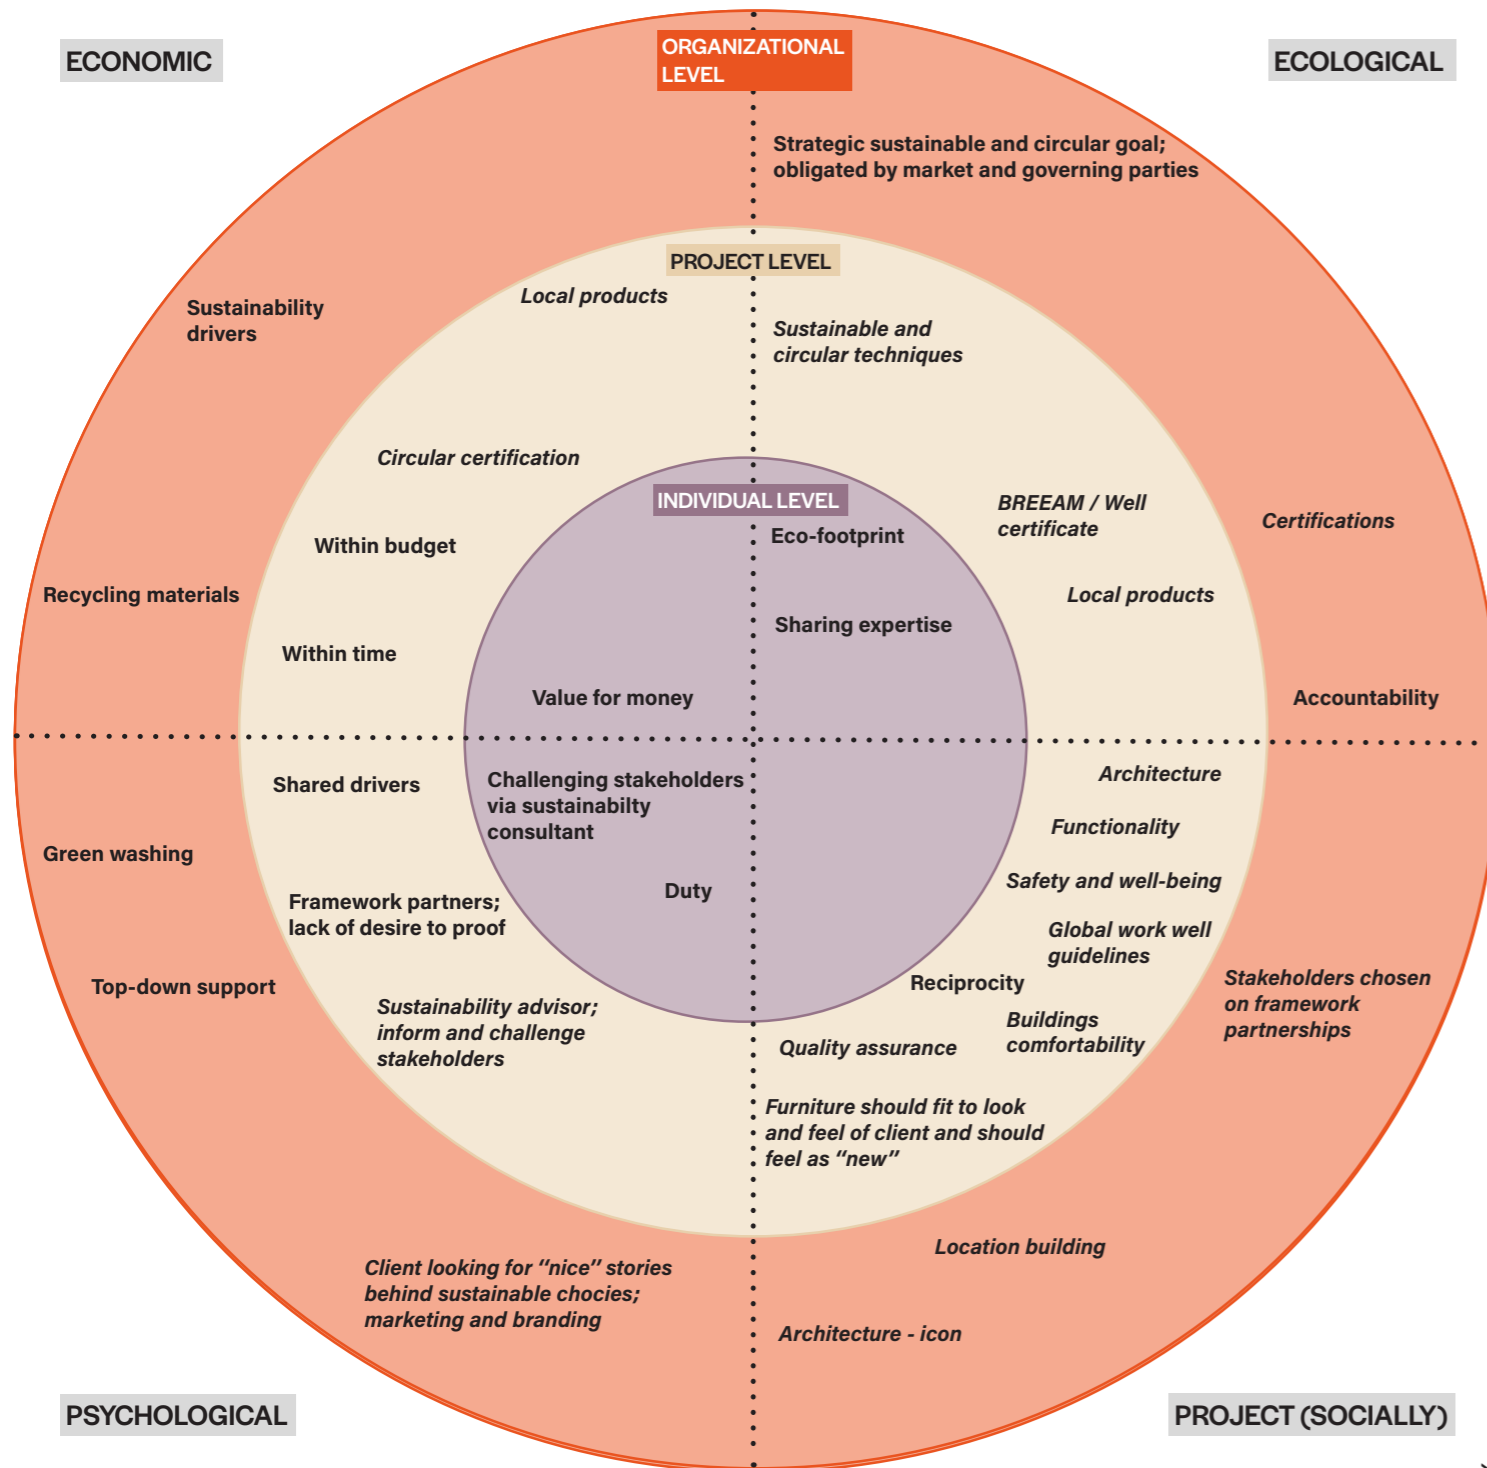 ECONOMIC
ORGANIZATIONAL
LEVEL
ECOLOGICAL
Strategic sustainable and circular goal;
obligated by market and governing parties
PROJECT LEVEL
Local products
Sustainability
drivers
Sustainable and
circular techniques
Circular certification
INDIVIDUAL LEVEL
BREEAM / Well
certificate
Certifications
Eco-footprint
Within budget
Recycling materials
Local products
Sharing expertise
Within time
Value for money
Accountability
Shared drivers
Challenging stakeholders
via sustainabilty
consultant
Architecture
Functionality
Green washing
Duty
Safety and well-being
Framework partners;
lack of desire to proof
Global work well
guidelines
Top-down support
Reciprocity
Stakeholders chosen
on framework
partnerships
Sustainability advisor;
inform and challenge
stakeholders
Quality assurance
Buildings
comfortability
Furniture should fit to look
and feel of client and should
feel as “new”
Location building
Client looking for “nice” stories
behind sustainable chocies;
marketing and branding
Architecture - icon
PSYCHOLOGICAL
PROJECT (SOCIALLY)